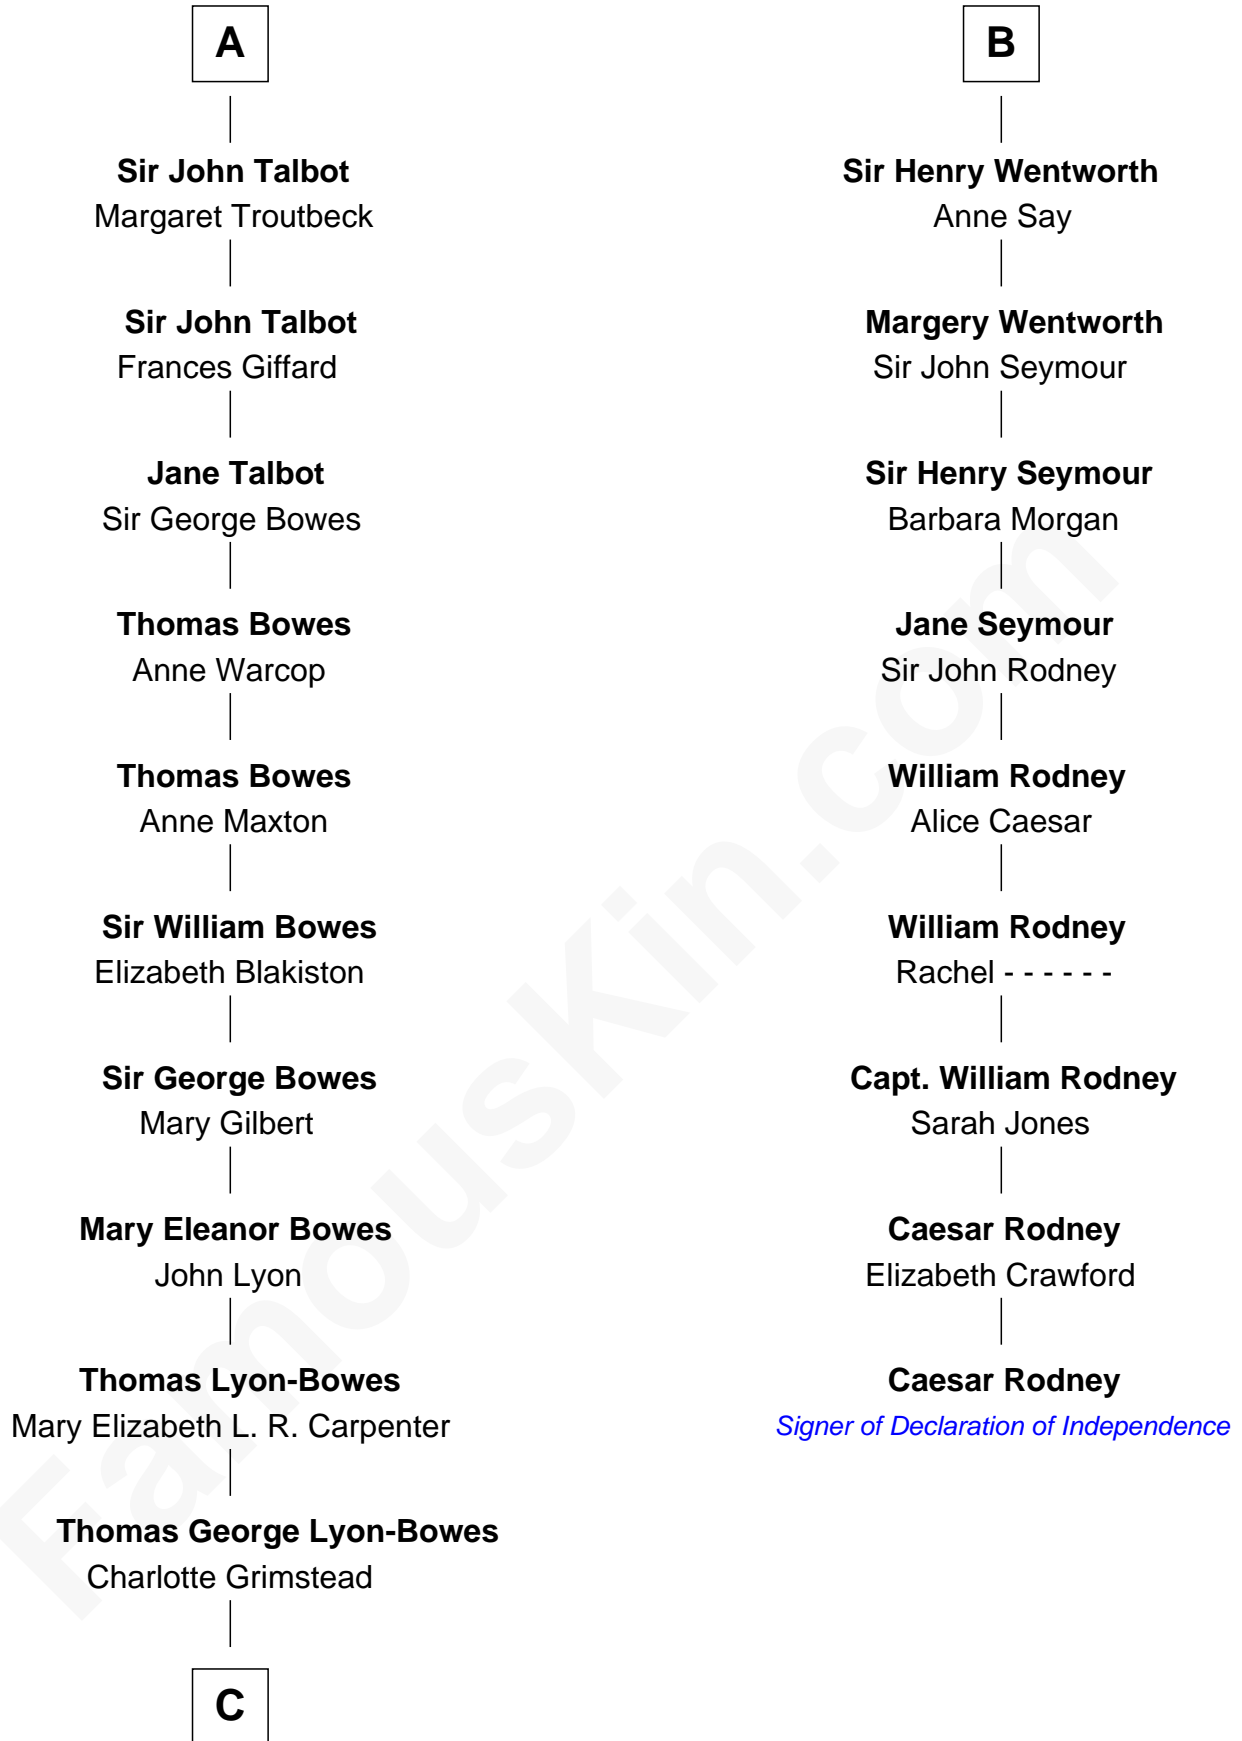 A
Sir John Talbot
Margaret Troutbeck
Sir John Talbot
Frances Giffard
Jane Talbot
Sir George Bowes
Thomas Bowes
Anne Warcop
Thomas Bowes
Anne Maxton
Sir William Bowes
Elizabeth Blakiston
Sir George Bowes
Mary Gilbert
Mary Eleanor Bowes
John Lyon
Thomas Lyon-Bowes
Mary Elizabeth L. R. Carpenter
Thomas George Lyon-Bowes
Charlotte Grimstead
C
B
Sir Henry Wentworth
Anne Say
Margery Wentworth
Sir John Seymour
Sir Henry Seymour
Barbara Morgan
Jane Seymour
Sir John Rodney
William Rodney
Alice Caesar
William Rodney
Rachel - - - - - -
Capt. William Rodney
Sarah Jones
Caesar Rodney
Elizabeth Crawford
Caesar Rodney
Signer of Declaration of Independence
FamousKin.com